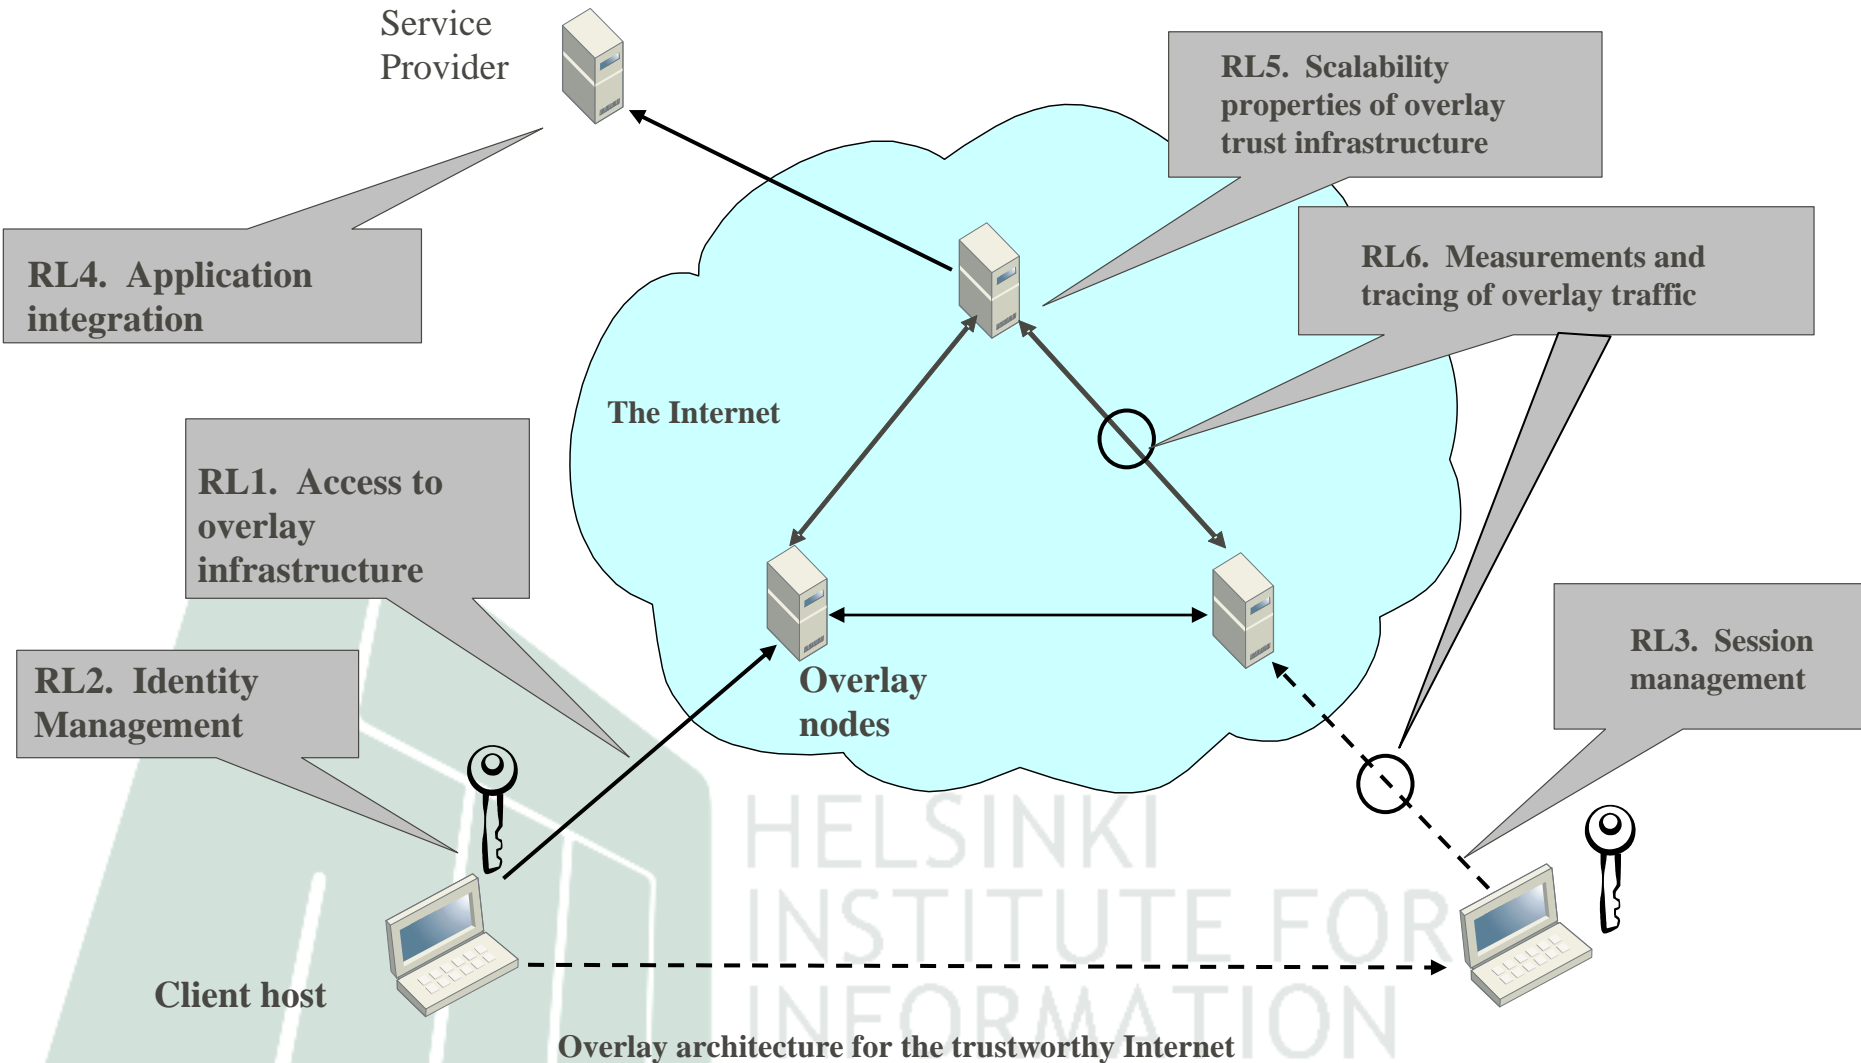 Service
Provider
RL5.  Scalability
properties of overlay
trust infrastructure
RL4.  Application
integration
RL6.  Measurements and
tracing of overlay traffic
The Internet
RL1.  Access to
overlay
infrastructure
RL2.  Identity
Management
Overlay
nodes
RL3.  Session
management
HELSINKI
INSTITUTE FOR
INFORMATION
Client host
Overlay architecture for the trustworthy Internet